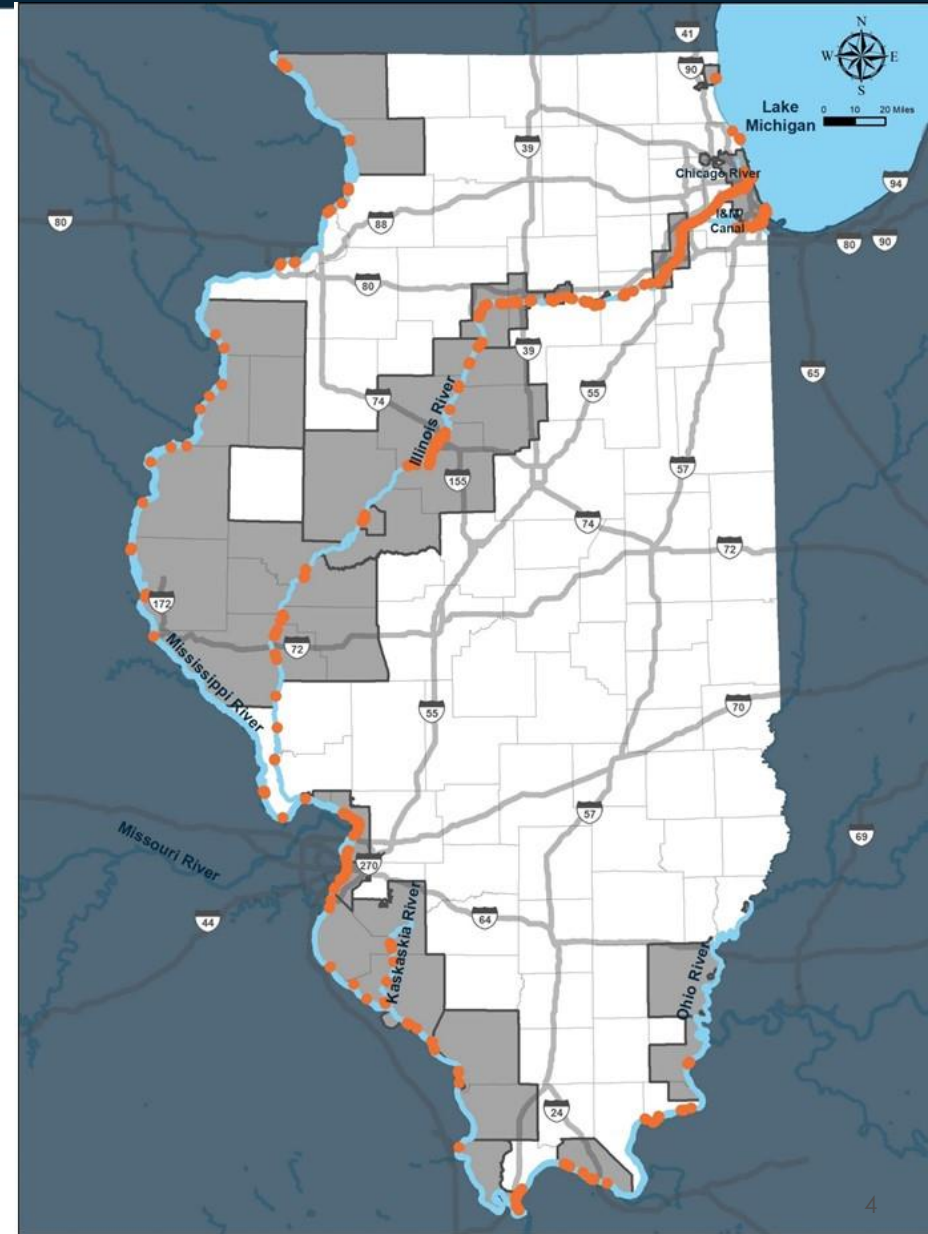 41
N
W E
S
90
Lake
Michigan
0 10 20 Miles
39
Chicago River
94
80
88
I&M
Canal
80
90
80
39
65
74
55
Illinois River
57
155
74
72
172
72
Mississippi River
70
55
57
69
Missouri River
270
44
64
Kaskaskia River
Ohio River
24
4